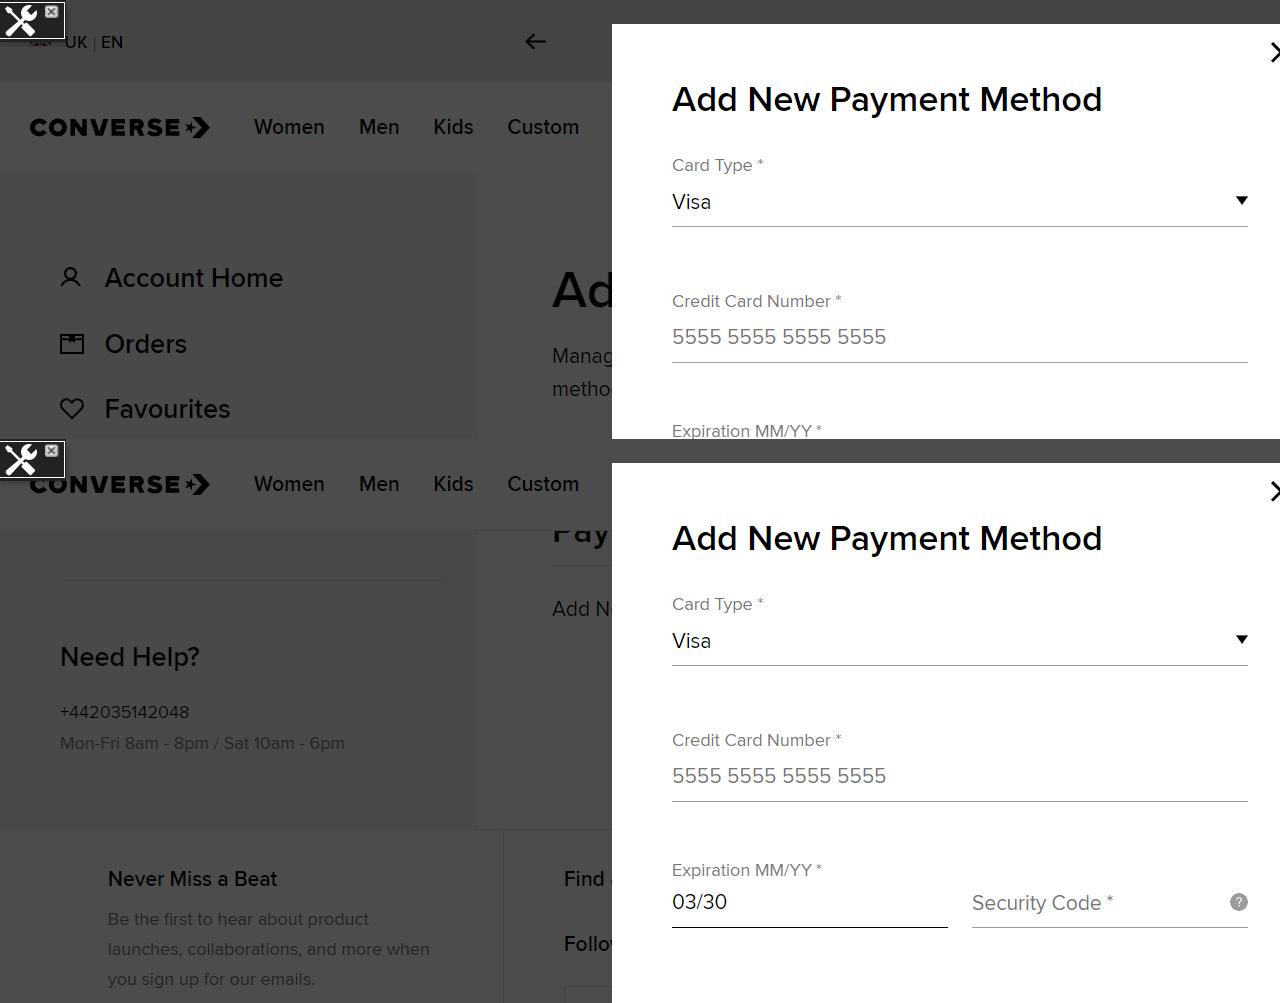 UK | EN
CONVERSE
Women Men Kids Custom
Account Home
Orders
Favourites
Ad
Manag
metho
Add New Payment Method
Card Type *
Visa
Credit Card Number *
5555 5555 5555 5555
Expiration MM/YY *
CONVERSE
Women Men Kids Custom
Pay
Add N
Need Help?
+442035142048
Mon-Fri 8am - 8pm / Sat 10am - 6pm
Never Miss a Beat
Be the first to hear about product
launches, collaborations, and more when
you sign up for our emails.
Find
Follo
Add New Payment Method
Card Type *
Visa
Credit Card Number *
5555 5555 5555 5555
Expiration MM/YY *
03/30
Security Code *
?